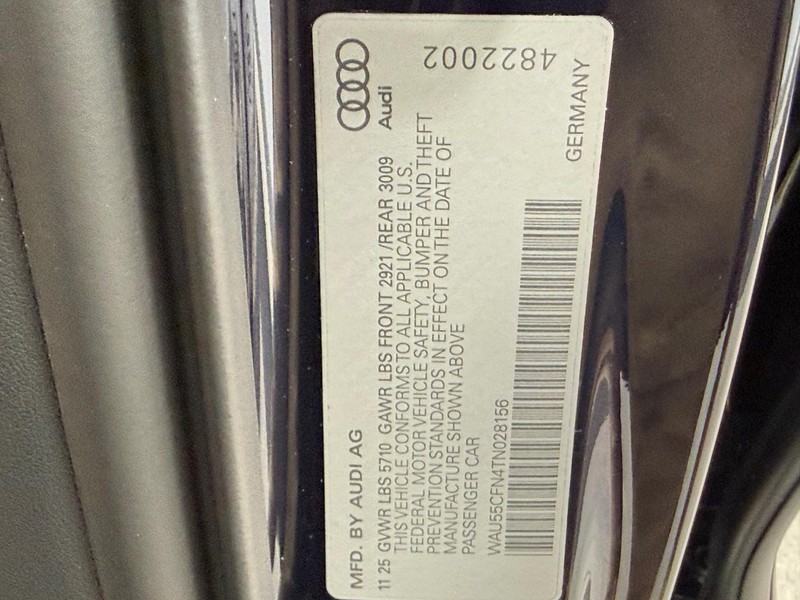 MFD. BY AUDI AG
Audi
11 25 GVWR LBS 5710 GAWR LBS FRONT 2921 /REAR 3009
THIS VEHICLE CONFORMS TO ALL APPLICABLE U.S.
FEDERAL MOTOR VEHICLE SAFETY, BUMPER AND THEFT
PREVENTION STANDARDS IN EFFECT ON THE DATE OF
MANUFACTURE SHOWN ABOVE
PASSENGER CAR
WAU55CFN4TN028156
GERMANY
4822002